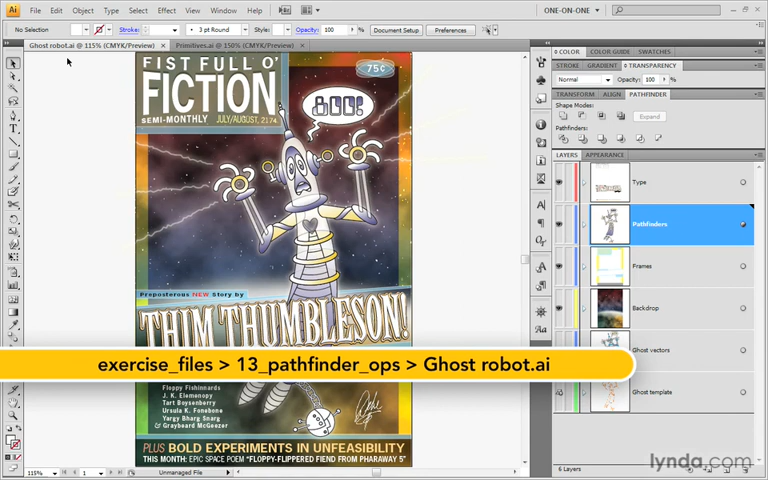 Ai
File Edit Object Type Select Effect View Window Help
ONE-ON-ONE
No Selection
Stroke:
3 pt Round
Opacity: 100 %
Document Setup
Preferences
Ghost robot.ai @ 115% (CMYK/Preview)
Primitives.ai @ 150% (CMYK/Preview)
COLOR COLOR GUIDE SWATCHES
STROKE GRADIENT TRANSPARENCY
Normal Opacity: 100 %
TRANSFORM ALIGN PATHFINDER
Shape Modes:
Expand
Pathfinders:
LAYERS APPEARANCE
Type
Pathfinders
Frames
Backdrop
Ghost vectors
Ghost template
6 Layers
FIST FULL O'
FICTION
SEMI-MONTHLY JULY/AUGUST, 2174
75¢
BOO!
Preposterous NEW Story by
THIM THUMBLESON!
exercise_files > 13_pathfinder_ops > Ghost robot.ai
Floppy Fishinnards
J. K. Elemenopy
Tart Boysenberry
Ursula K. Fonebone
Yargy Bharg Snarg
& Graybeard McGeezer
PLUS BOLD EXPERIMENTS IN UNFEASIBILITY
THIS MONTH: EPIC SPACE POEM "FLOPPY-FLIPPERED FIEND FROM PHARAWAY 5"
115% 1 Unmanaged File
lynda.com